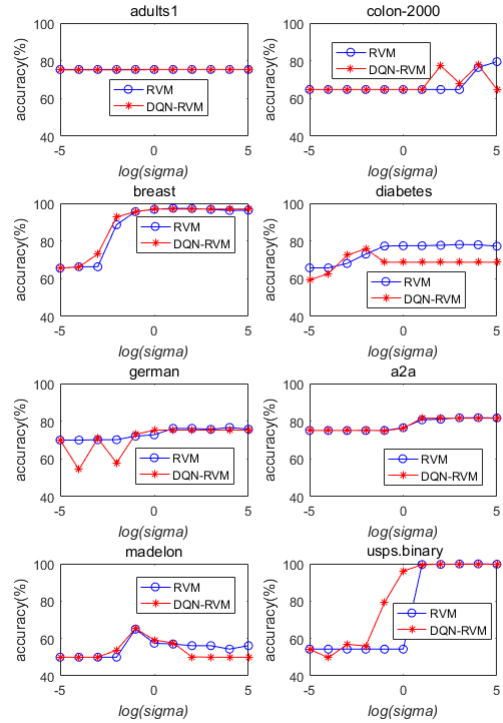 adults1
accuracy(%)
100
80
60
40
RVM
DQN-RVM
-5 0 5
log(sigma)
colon-2000
accuracy(%)
100
80
60
40
RVM
DQN-RVM
-5 0 5
log(sigma)
breast
accuracy(%)
100
80
60
40
RVM
DQN-RVM
-5 0 5
log(sigma)
diabetes
accuracy(%)
100
80
60
40
RVM
DQN-RVM
-5 0 5
log(sigma)
german
accuracy(%)
100
80
60
40
RVM
DQN-RVM
-5 0 5
log(sigma)
a2a
accuracy(%)
100
80
60
40
RVM
DQN-RVM
-5 0 5
log(sigma)
madelon
accuracy(%)
100
80
60
40
RVM
DQN-RVM
-5 0 5
log(sigma)
usps.binary
accuracy(%)
100
80
60
40
RVM
DQN-RVM
-5 0 5
log(sigma)